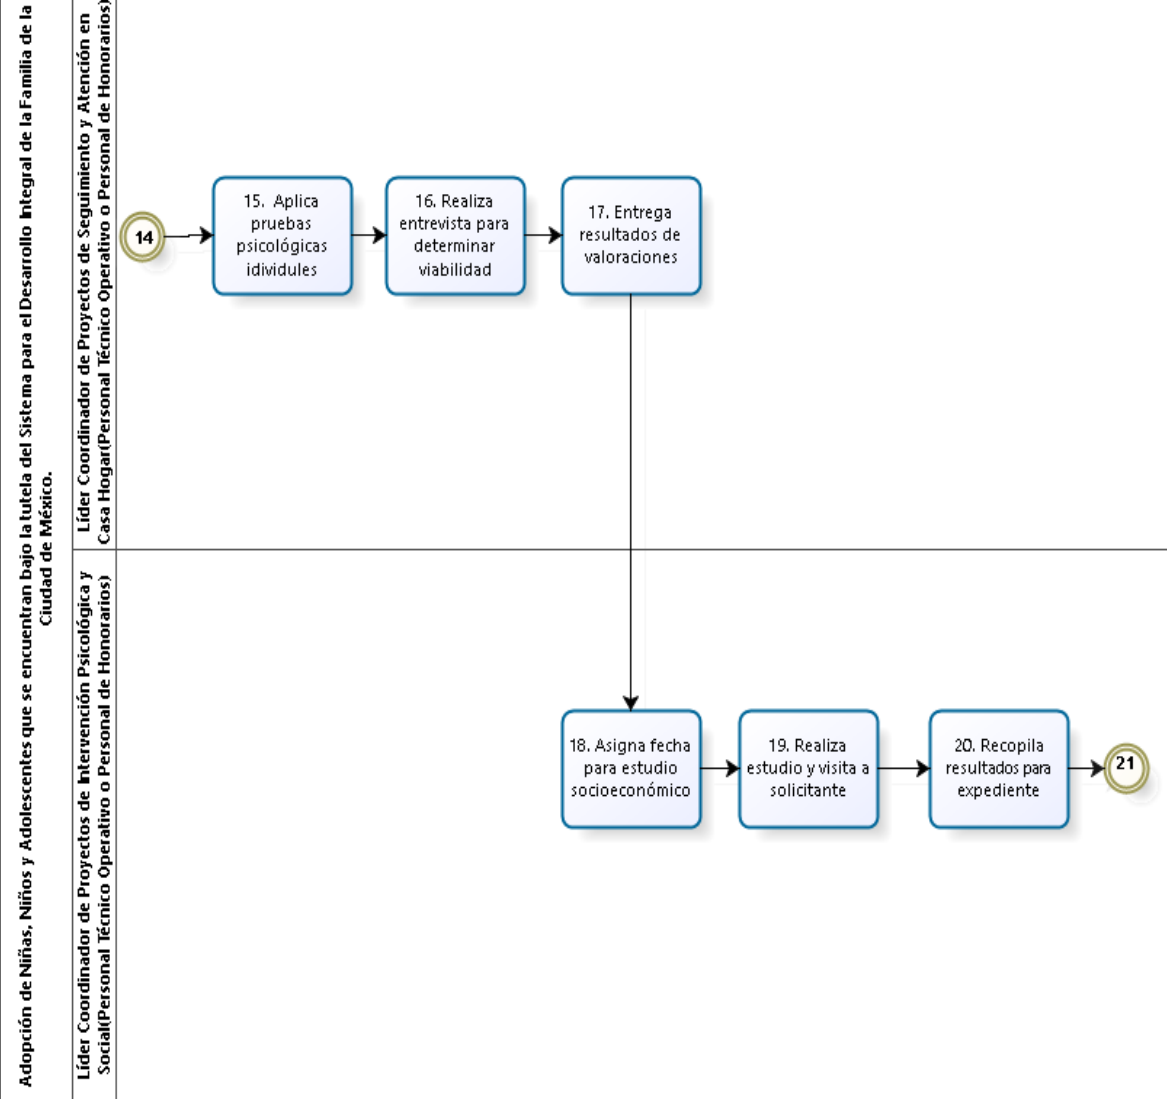 Adopción de Niñas, Niños y Adolescentes que se encuentran bajo la tutela del Sistema para el Desarrollo Integral de la Familia de la
Ciudad de México.
Líder Coordinador de Proyectos de Seguimiento y Atención en
Casa Hogar(Personal Técnico Operativo o Personal de Honorarios)
14
15. Aplica
pruebas
psicológicas
idividules
16. Realiza
entrevista para
determinar
viabilidad
17. Entrega
resultados de
valoraciones
Líder Coordinador de Proyectos de Intervención Psicológica y
Social(Personal Técnico Operativo o Personal de Honorarios)
18. Asigna fecha
para estudio
socioeconómico
19. Realiza
estudio y visita a
solicitante
20. Recopila
resultados para
expediente
21